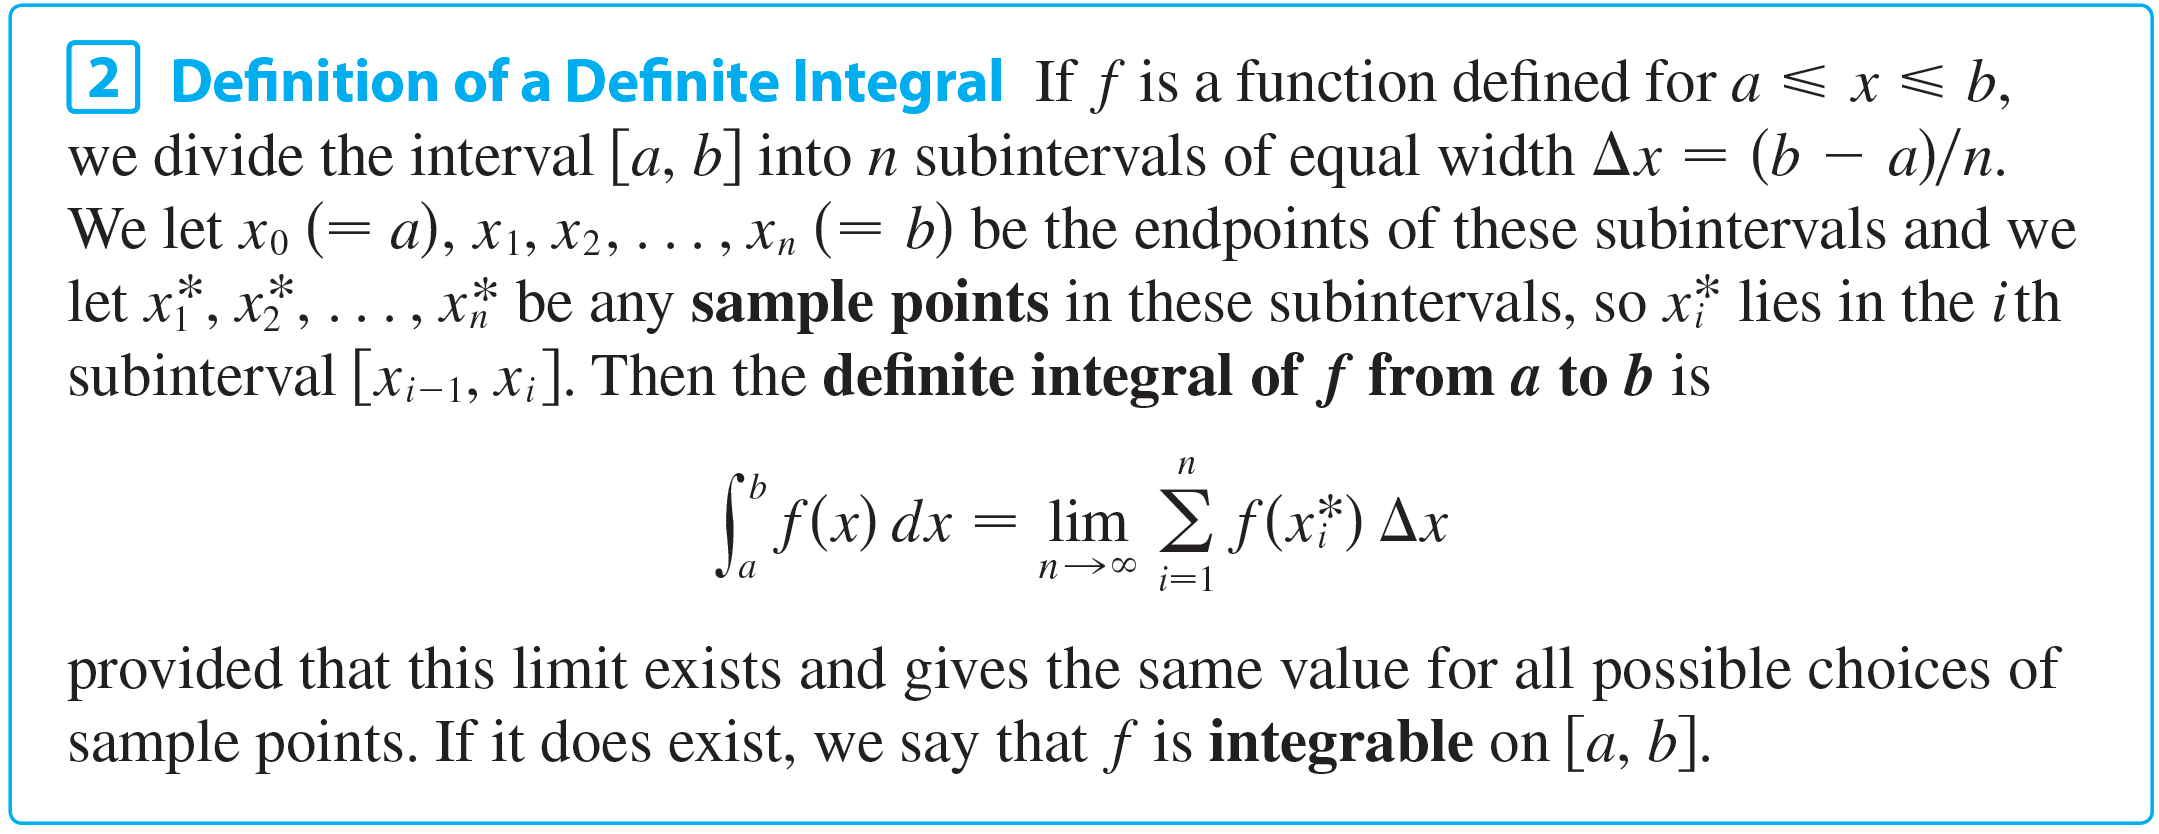 2 Definition of a Definite Integral If f is a function defined for a ⩽ x ⩽ b,
we divide the interval [a, b] into n subintervals of equal width Δx = (b − a)/n.
We let x₀ (= a), x₁, x₂, . . . , xₙ (= b) be the endpoints of these subintervals and we
let x₁*, x₂*, . . . , xₙ* be any sample points in these subintervals, so xᵢ* lies in the ith
subinterval [xᵢ₋₁, xᵢ]. Then the definite integral of f from a to b is
∫ₐᵇ f(x) dx = lim_{n→∞} ∑_{i=1}^{n} f(xᵢ*) Δx
provided that this limit exists and gives the same value for all possible choices of
sample points. If it does exist, we say that f is integrable on [a, b].